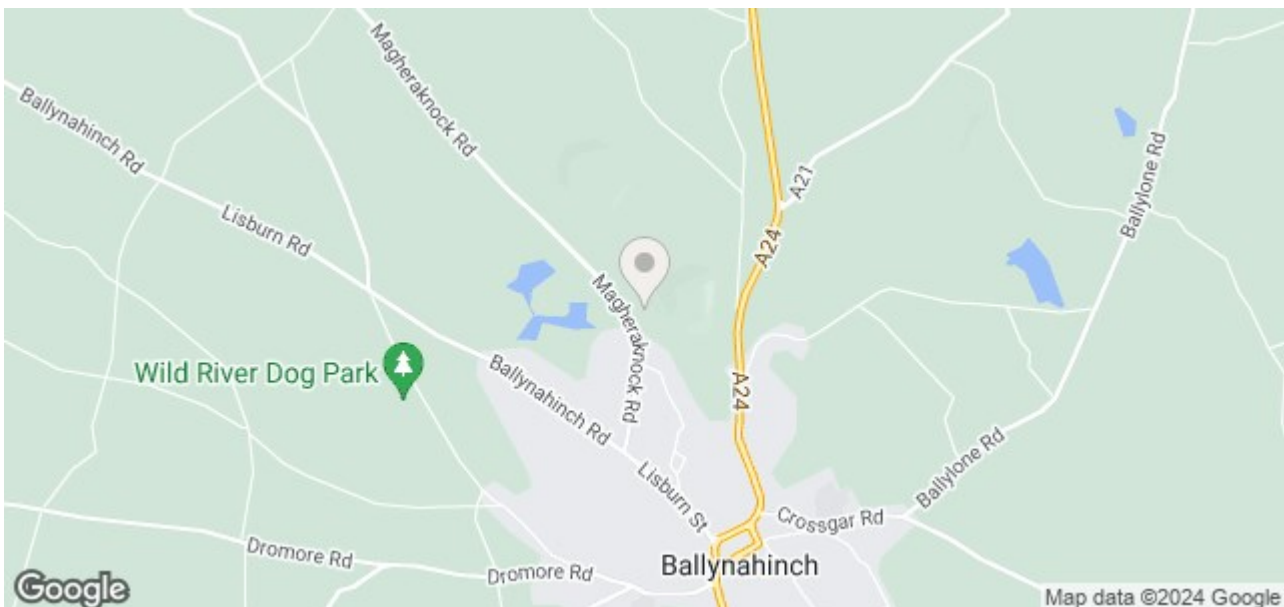 Magheraknock Rd
Ballynahinch Rd
Lisburn Rd
A21
Ballylone Rd
A24
Magheraknock Rd
Wild River Dog Park
Ballynahinch Rd
A24
Lisburn St
Ballylone Rd
Crossgar Rd
Dromore Rd
Dromore Rd
Ballynahinch
Google
Map data ©2024 Google